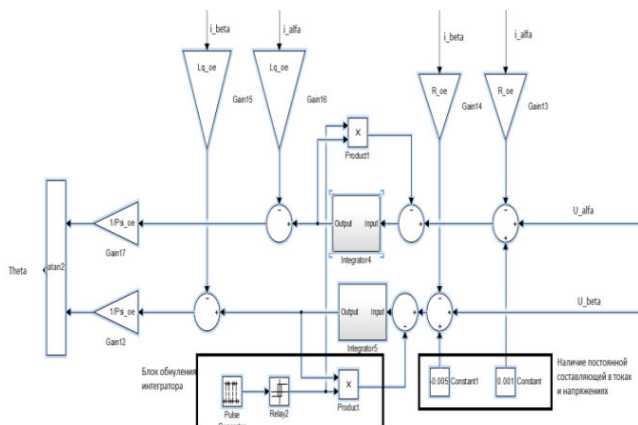 i_beta
i_alfa
i_beta
i_alfa
Lq_oe
Lq_oe
R_oe
R_oe
Gain15
Gain16
Gain14
Gain13
X
Product1
U_alfa
1/Psi_oe
Output
Input
Gain17
Integrator4
Theta
atan2
1/Psi_oe
Output
Input
U_beta
Gain12
Integrator5
Блок обнуления
интегратора
X
Pulse
Relay2
Product
-0.005
Constant1
0.001
Constant
Наличие постоянной
составляющей в токах
и напряжениях